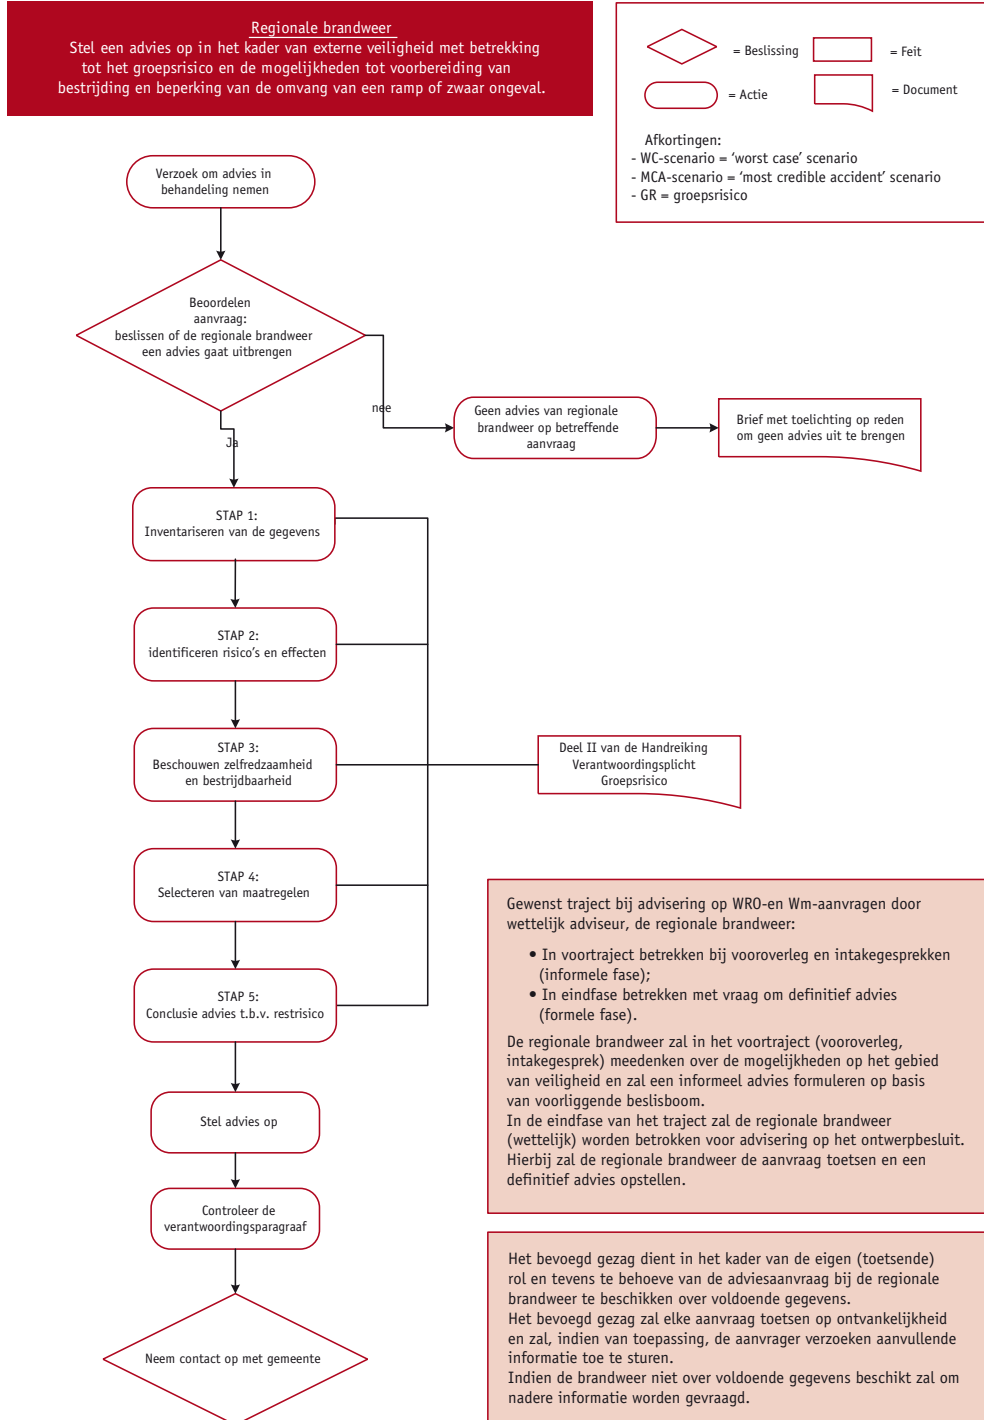 Regionale brandweer
Stel een advies op in het kader van externe veiligheid met betrekking
tot het groepsrisico en de mogelijkheden tot voorbereiding van
bestrijding en beperking van de omvang van een ramp of zwaar ongeval.
= Beslissing
= Feit
= Actie
= Document
Afkortingen:
- WC-scenario = ‘worst case’ scenario
- MCA-scenario = ‘most credible accident’ scenario
- GR = groepsrisico
Verzoek om advies in
behandeling nemen
Beoordelen
aanvraag:
beslissen of de regionale brandweer
een advies gaat uitbrengen
nee
Ja
Geen advies van regionale
brandweer op betreffende
aanvraag
Brief met toelichting op reden
om geen advies uit te brengen
STAP 1:
Inventariseren van de gegevens
STAP 2:
identificeren risico’s en effecten
STAP 3:
Beschouwen zelfredzaamheid
en bestrijdbaarheid
Deel II van de Handreiking
Verantwoordingsplicht
Groepsrisico
STAP 4:
Selecteren van maatregelen
STAP 5:
Conclusie advies t.b.v. restrisico
Stel advies op
Controleer de
verantwoordingsparagraaf
Neem contact op met gemeente
Gewenst traject bij advisering op WRO-en Wm-aanvragen door
wettelijk adviseur, de regionale brandweer:
• In voortraject betrekken bij vooroverleg en intakegesprekken
(informele fase);
• In eindfase betrekken met vraag om definitief advies
(formele fase).
De regionale brandweer zal in het voortraject (vooroverleg,
intakegesprek) meedenken over de mogelijkheden op het gebied
van veiligheid en zal een informeel advies formuleren op basis
van voorliggende beslisboom.
In de eindfase van het traject zal de regionale brandweer
(wettelijk) worden betrokken voor advisering op het ontwerpbesluit.
Hierbij zal de regionale brandweer de aanvraag toetsen en een
definitief advies opstellen.
Het bevoegd gezag dient in het kader van de eigen (toetsende)
rol en tevens te behoeve van de adviesaanvraag bij de regionale
brandweer te beschikken over voldoende gegevens.
Het bevoegd gezag zal elke aanvraag toetsen op ontvankelijkheid
en zal, indien van toepassing, de aanvrager verzoeken aanvullende
informatie toe te sturen.
Indien de brandweer niet over voldoende gegevens beschikt zal om
nadere informatie worden gevraagd.